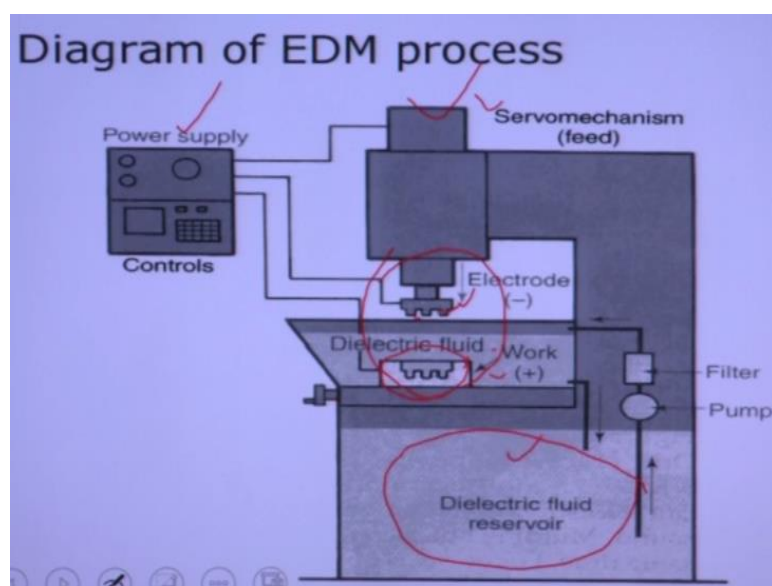 Diagram of EDM process
Power supply
Servomechanism
(feed)
Controls
Electrode
(−)
Dielectric fluid
Work
(+)
Filter
Pump
Dielectric fluid
reservoir